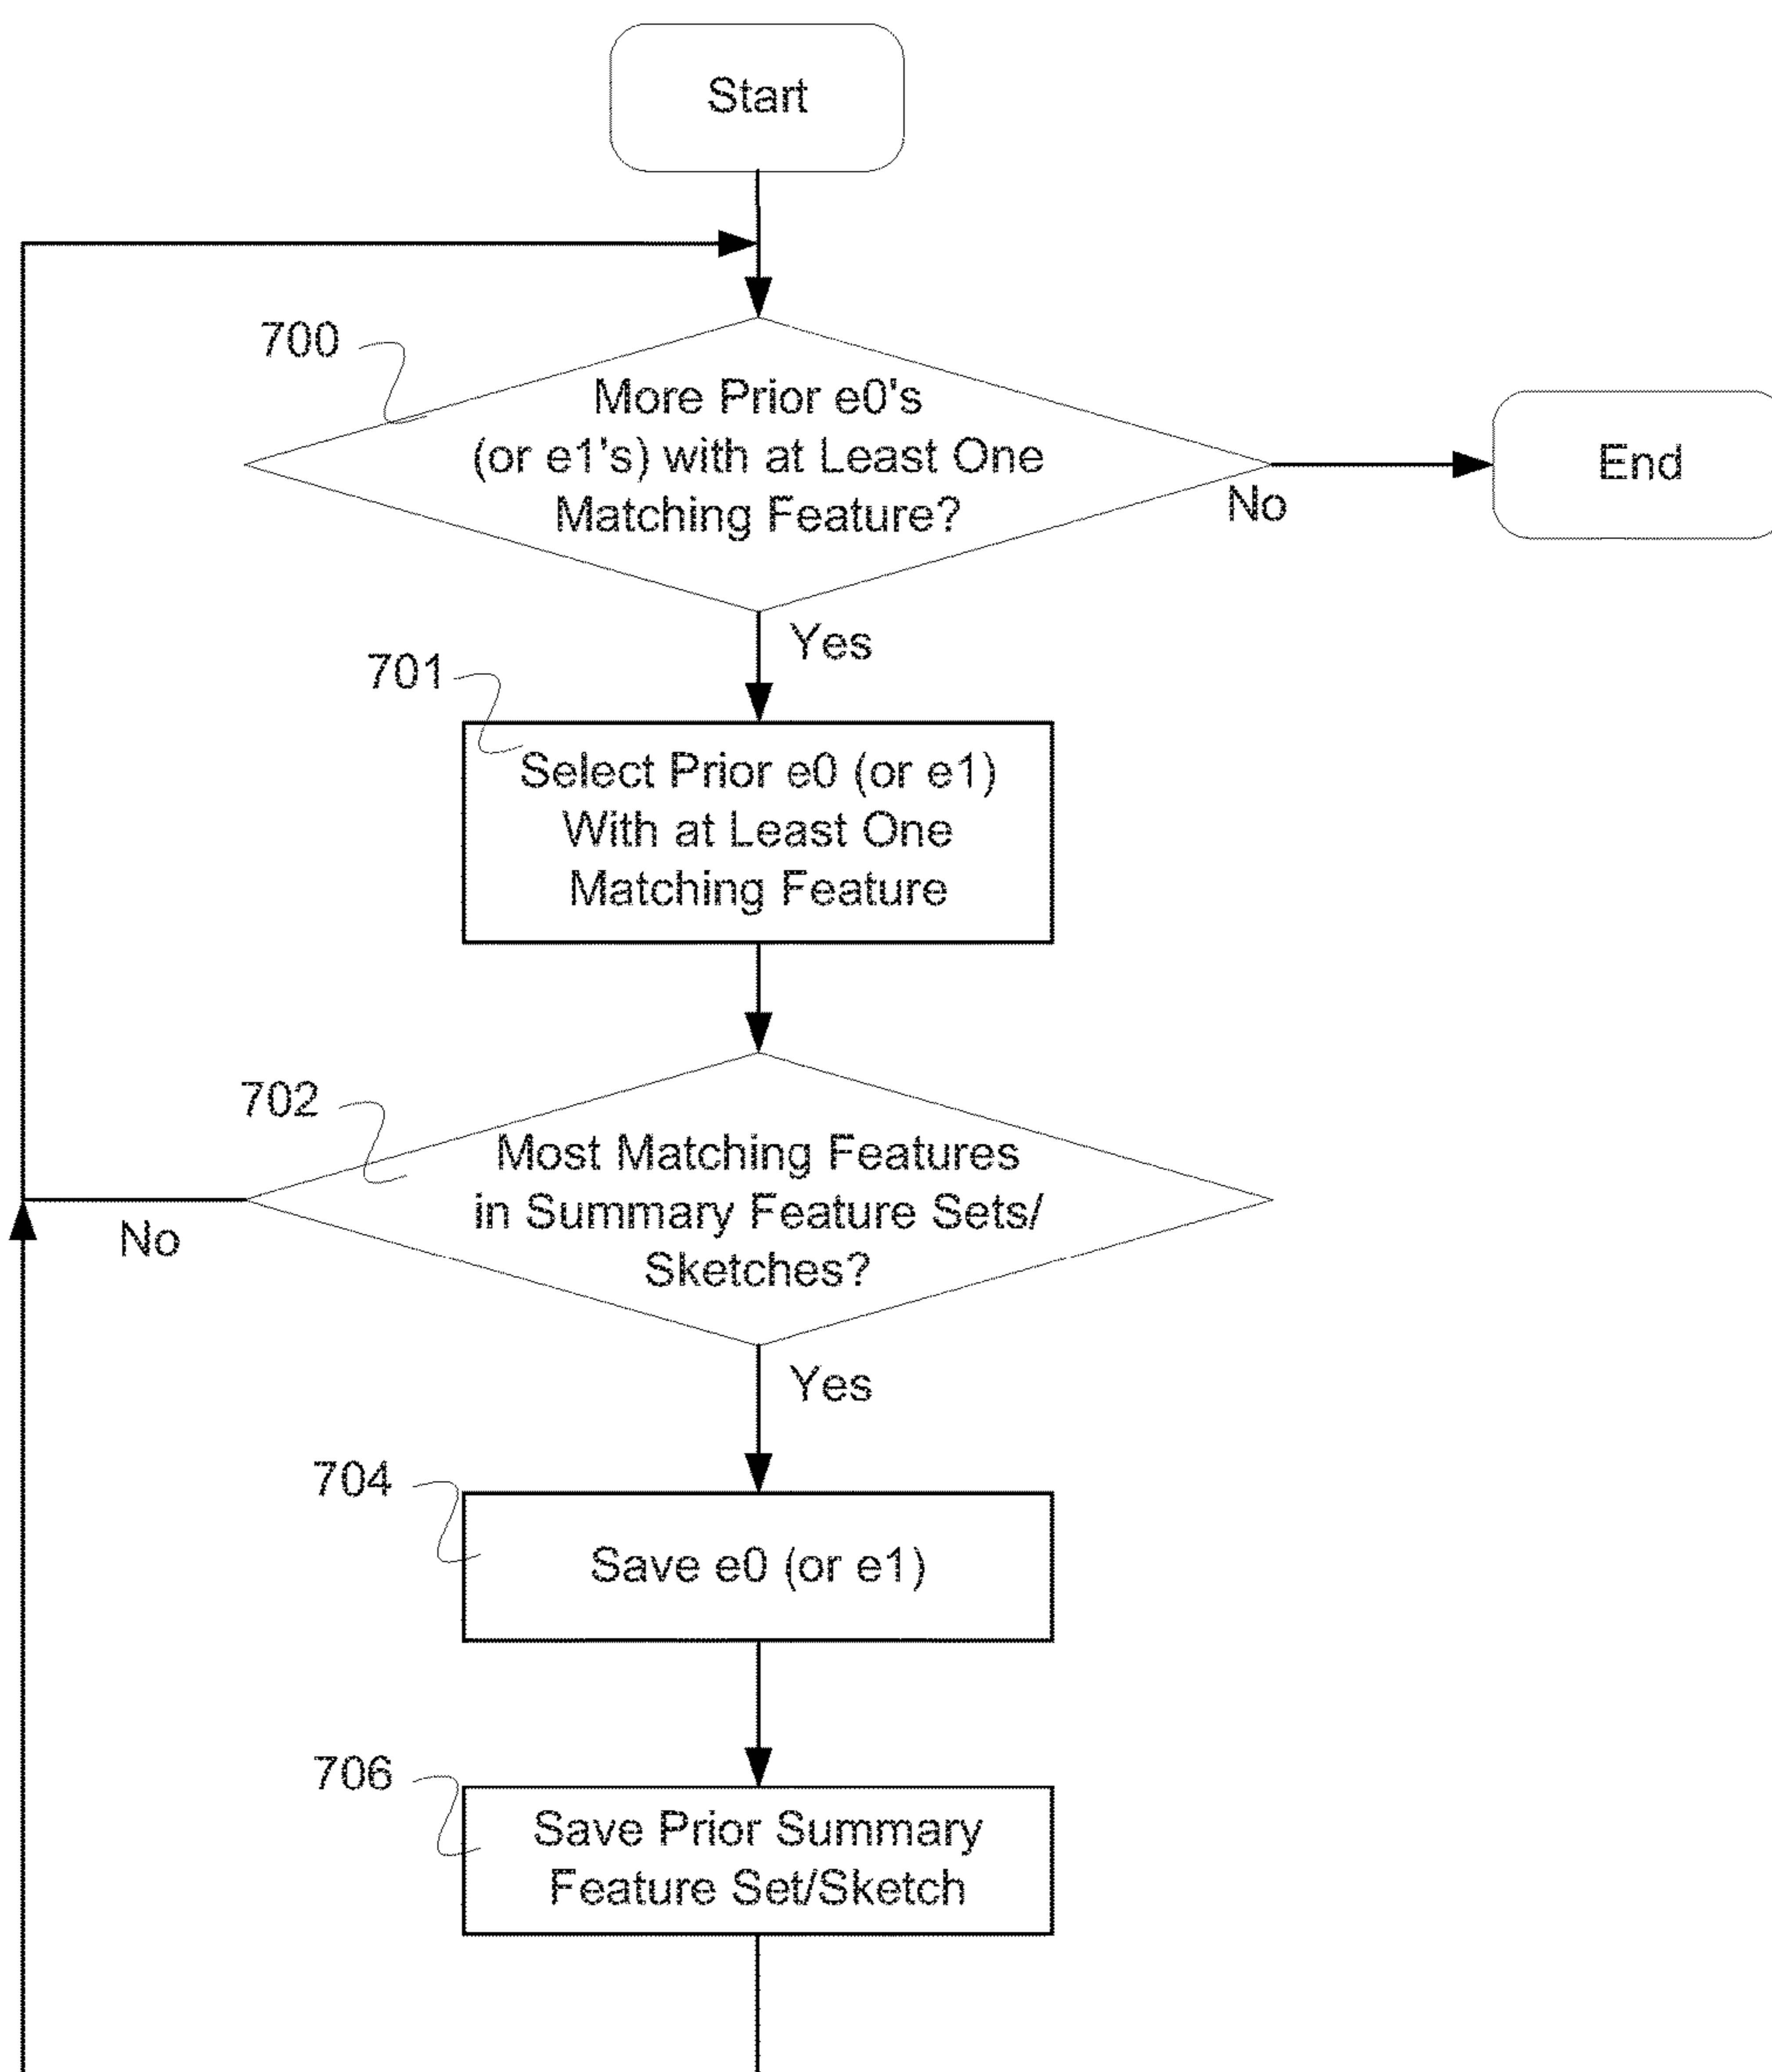 Start
700
More Prior e0's
(or e1's) with at Least One
Matching Feature?
No
End
Yes
701
Select Prior e0 (or e1)
With at Least One
Matching Feature
702
Most Matching Features
in Summary Feature Sets/
Sketches?
No
Yes
704
Save e0 (or e1)
706
Save Prior Summary
Feature Set/Sketch